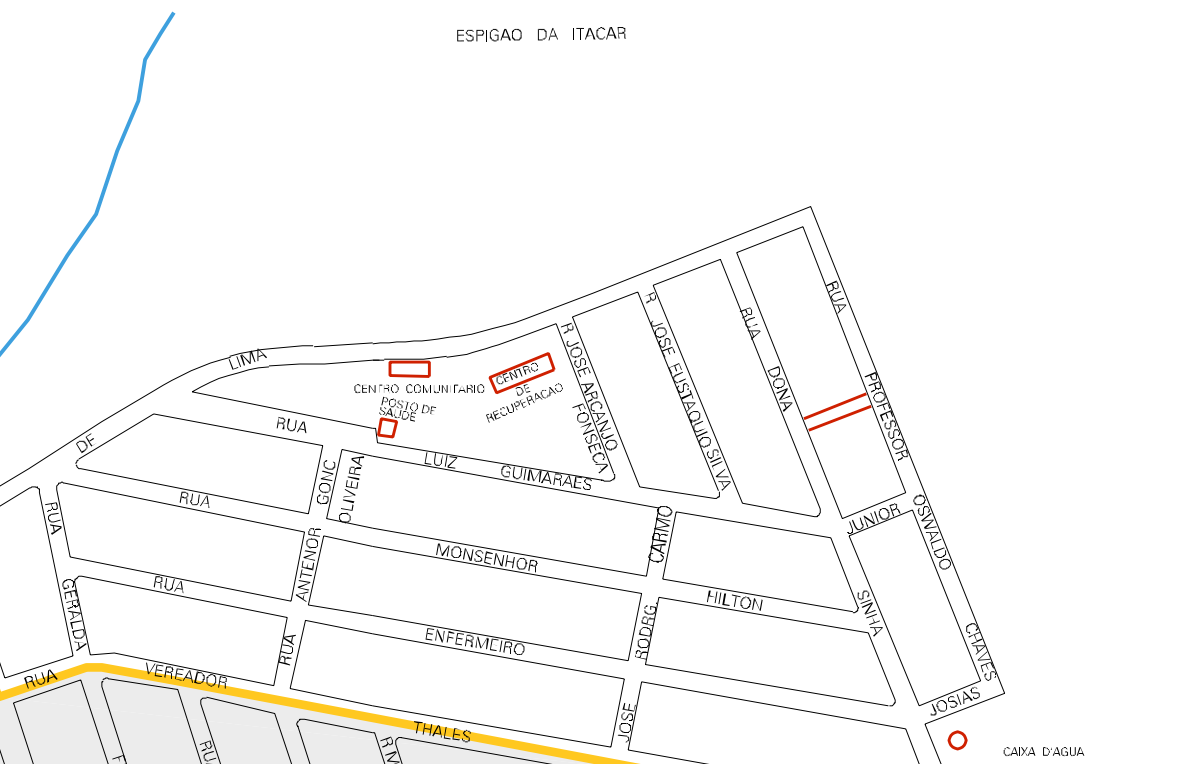 ESPIGAO DA ITACAR
RUA
LIMA
DE
R JOSE EUSTAQUIO SILVA
RUA DONA
SINHA
R JOSE ARCANJO
FONSECA
CENTRO
DE
RECUPERACAO
CENTRO COMUNITARIO
POSTO DE
SAUDE
PROFESSOR
OSWALDO
CHAVES
RUA LUIZ GUIMARAES
GONC
OLIVEIRA
ANTENOR
RUA
RUA MONSENHOR HILTON
CARMO
RODRG
JOSE
JUNIOR
RUA
GERALDA
RUA ENFERMEIRO
RUA VEREADOR THALES
JOSIAS
CAIXA D'AGUA
RU
R M
F